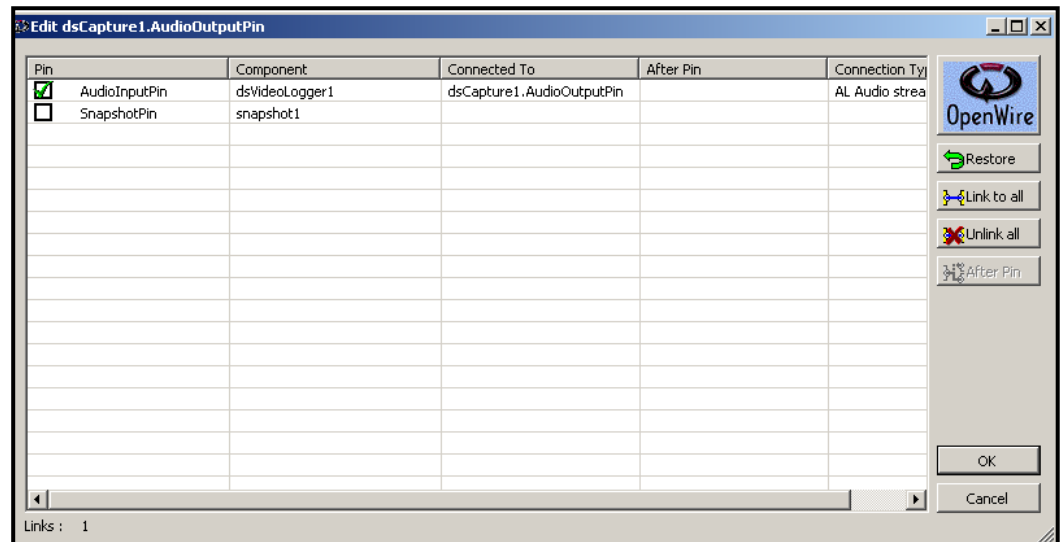 Edit dsCapture1.AudioOutputPin
Pin Component Connected To After Pin Connection Typ
AudioInputPin dsVideoLogger1 dsCapture1.AudioOutputPin AL Audio strea
SnapshotPin snapshot1
OpenWire
Restore
Link to all
Unlink all
After Pin
OK
Cancel
Links : 1